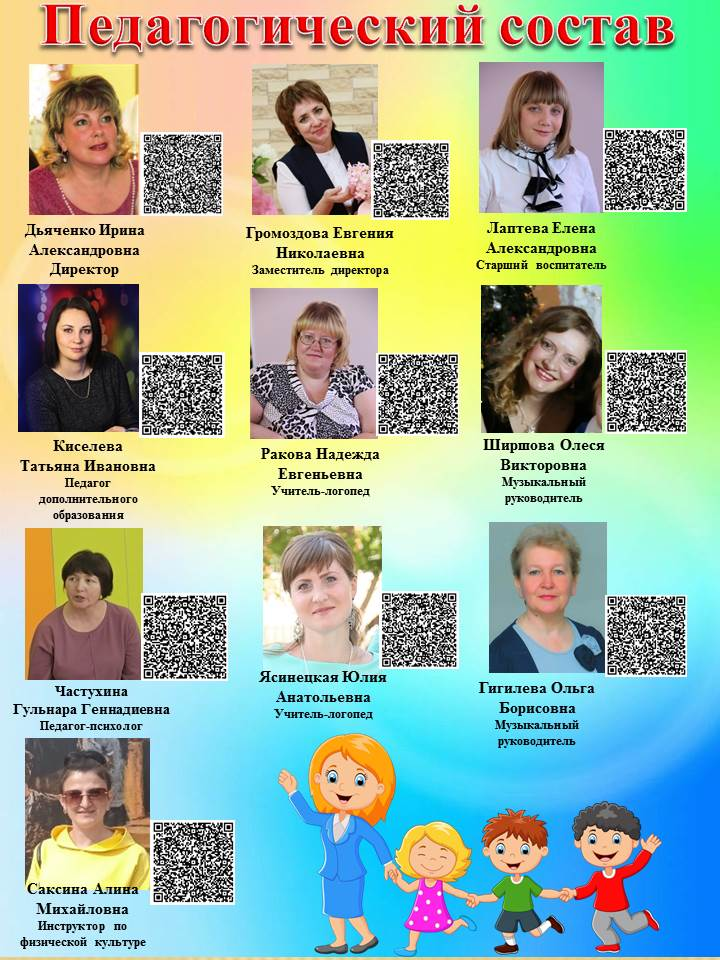 Педагогический состав
Дьяченко Ирина
Александровна
Директор
Громоздова Евгения
Николаевна
Заместитель директора
Лаптева Елена
Александровна
Старший воспитатель
Киселева
Татьяна Ивановна
Педагог
дополнительного
образования
Ракова Надежда
Евгеньевна
Учитель-логопед
Ширшова Олеся
Викторовна
Музыкальный
руководитель
Частухина
Гульнара Геннадиевна
Педагог-психолог
Ясинецкая Юлия
Анатольевна
Учитель-логопед
Гигилева Ольга
Борисовна
Музыкальный
руководитель
Саксина Алина
Михайловна
Инструктор по
физической культуре